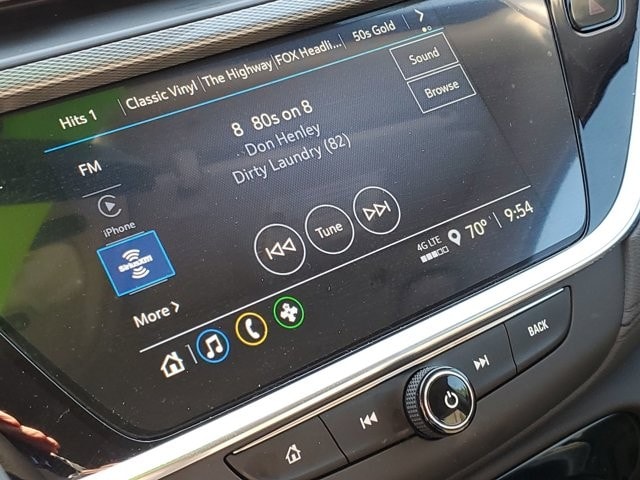 Hits 1 Classic Vinyl The Highway FOX Headli... 50s Gold
Sound
Browse
8 80s on 8
Don Henley
Dirty Laundry (82)
FM
iPhone
SiriusXM
More
Tune
4G LTE 70° 9:54
BACK